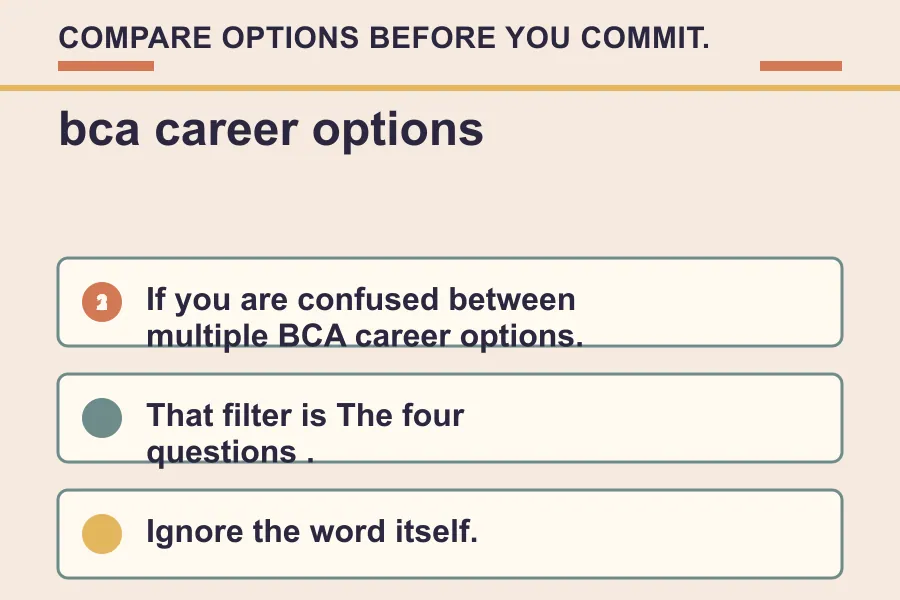 COMPARE OPTIONS BEFORE YOU COMMIT.
bca career options
If you are confused between
multiple BCA career options.
That filter is The four
questions .
Ignore the word itself.